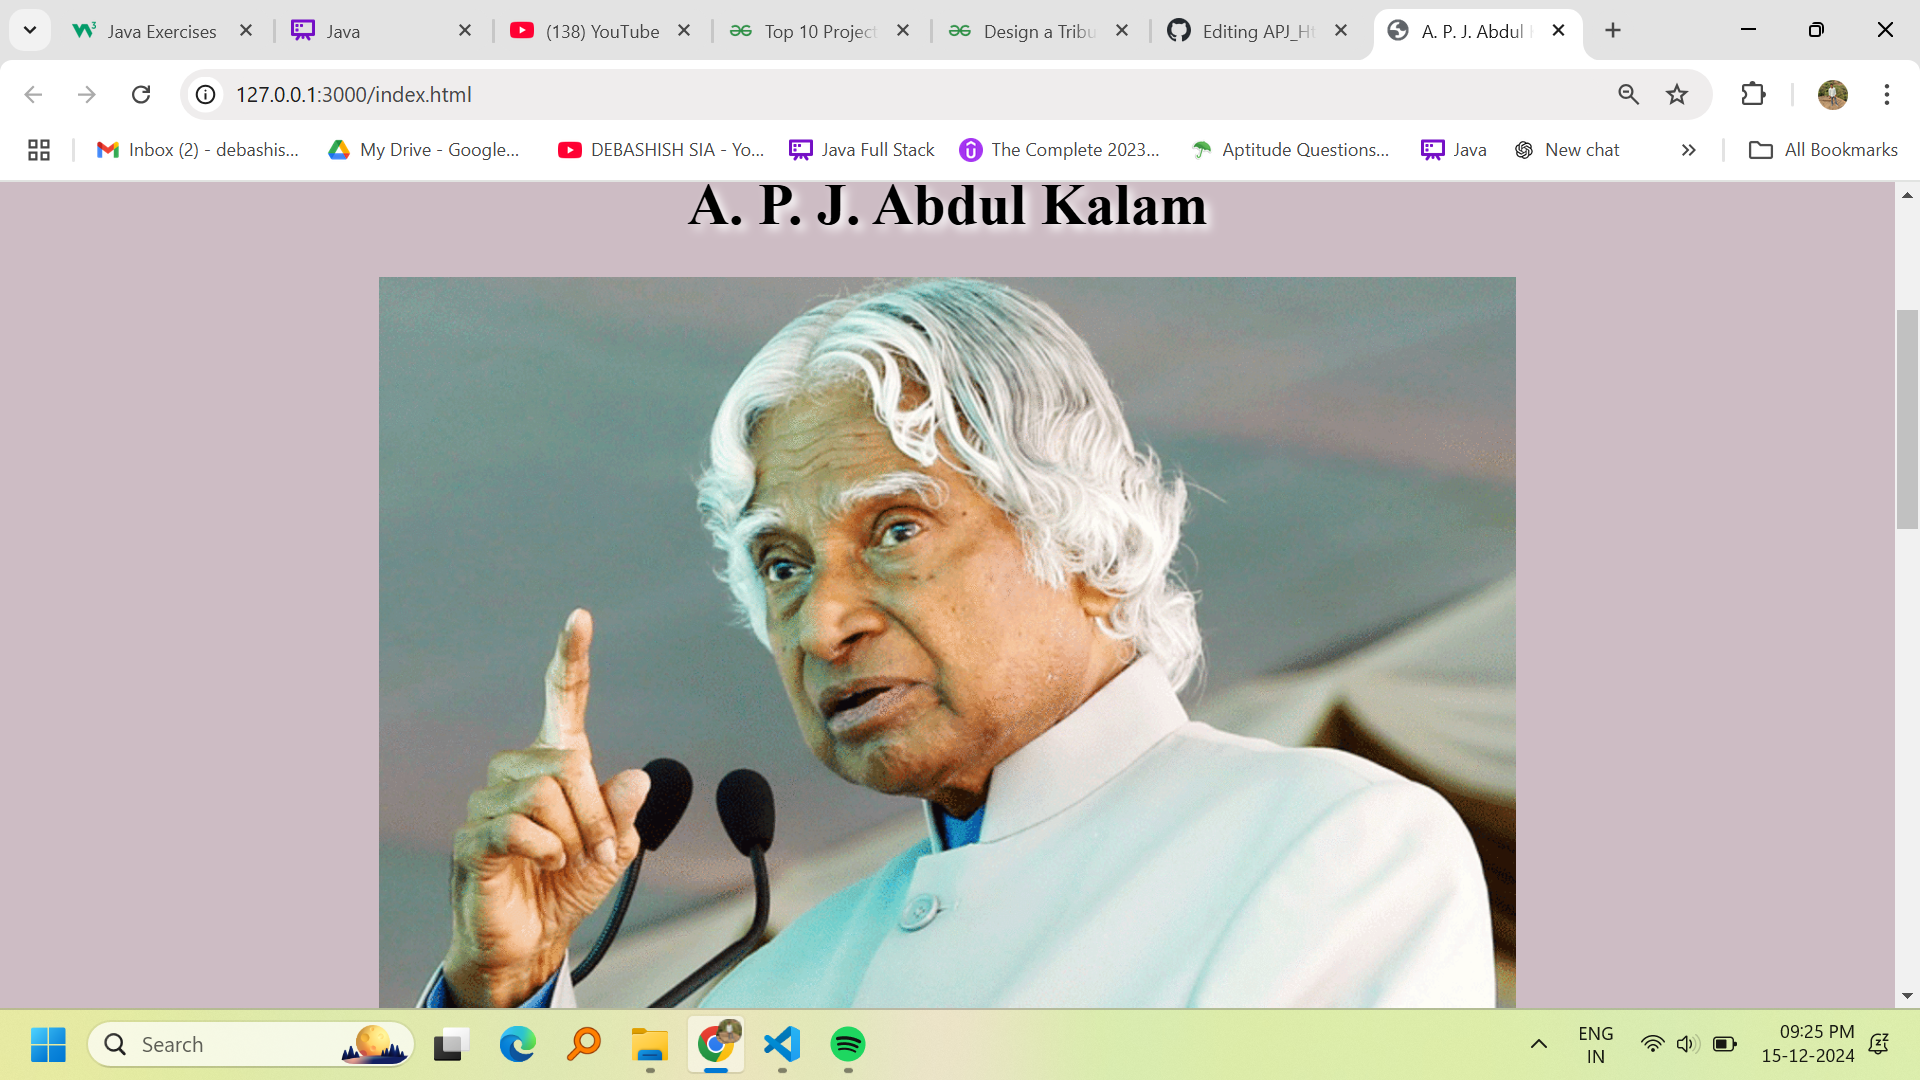 Java Exercises
Java
(138) YouTube
Top 10 Project
Design a Tribu
Editing APJ_Ht
A. P. J. Abdul
127.0.0.1:3000/index.html
Inbox (2) - debashis...
My Drive - Google...
DEBASHISH SIA - Yo...
Java Full Stack
The Complete 2023...
Aptitude Questions...
Java
New chat
All Bookmarks
A. P. J. Abdul Kalam
Search
ENG
IN
09:25 PM
15-12-2024